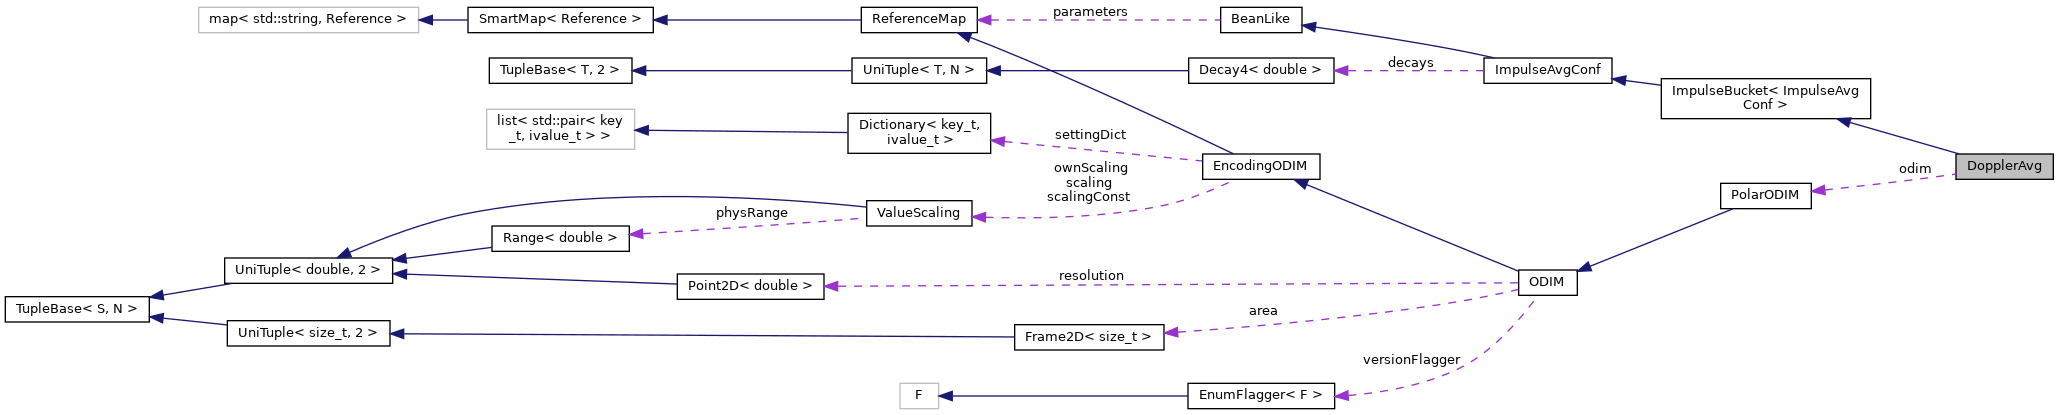 map< std::string, Reference >
SmartMap< Reference >
ReferenceMap
parameters
BeanLike
TupleBase< T, 2 >
UniTuple< T, N >
Decay4< double >
decays
ImpulseAvgConf
ImpulseBucket< ImpulseAvg
Conf >
list< std::pair< key
_t, ivalue_t > >
Dictionary< key_t,
ivalue_t >
settingDict
EncodingODIM
DopplerAvg
odim
PolarODIM
ownScaling
scaling
scalingConst
ValueScaling
physRange
Range< double >
UniTuple< double, 2 >
Point2D< double >
resolution
ODIM
TupleBase< S, N >
UniTuple< size_t, 2 >
Frame2D< size_t >
area
versionFlagger
F
EnumFlagger< F >